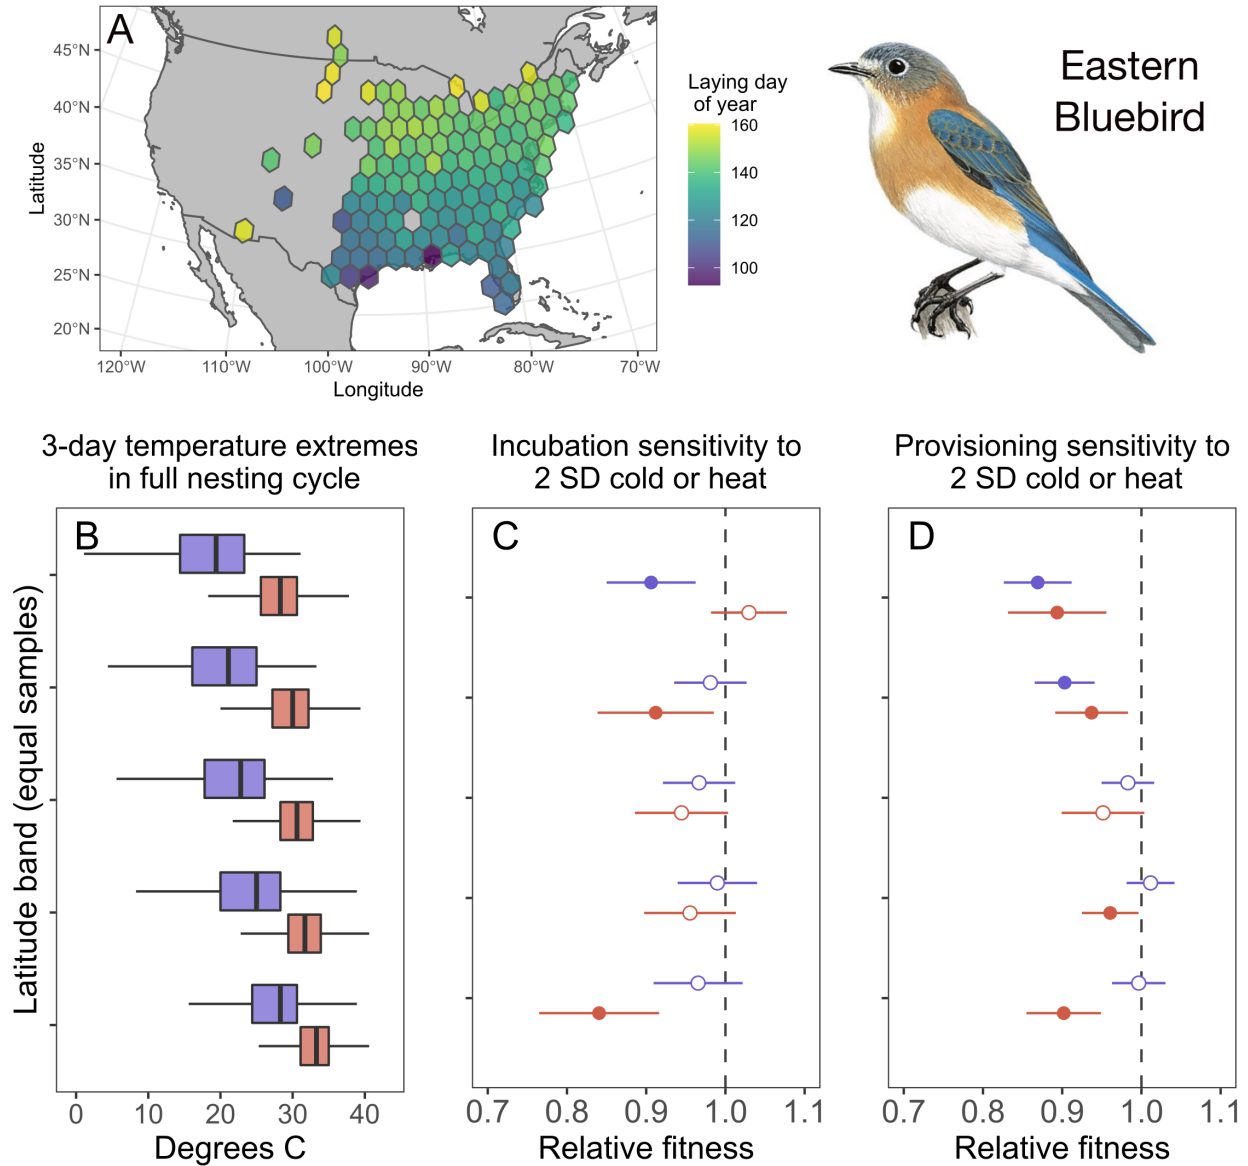 A
45°N
40°N
35°N
30°N
25°N
20°N
Latitude
120°W 110°W 100°W 90°W 80°W 70°W
Longitude
Laying day
of year
160
140
120
100
Eastern
Bluebird
3-day temperature extremes
in full nesting cycle
B
Latitude band (equal samples)
0 10 20 30 40
Degrees C
Incubation sensitivity to
2 SD cold or heat
C
0.7 0.8 0.9 1.0 1.1
Relative fitness
Provisioning sensitivity to
2 SD cold or heat
D
0.7 0.8 0.9 1.0 1.1
Relative fitness